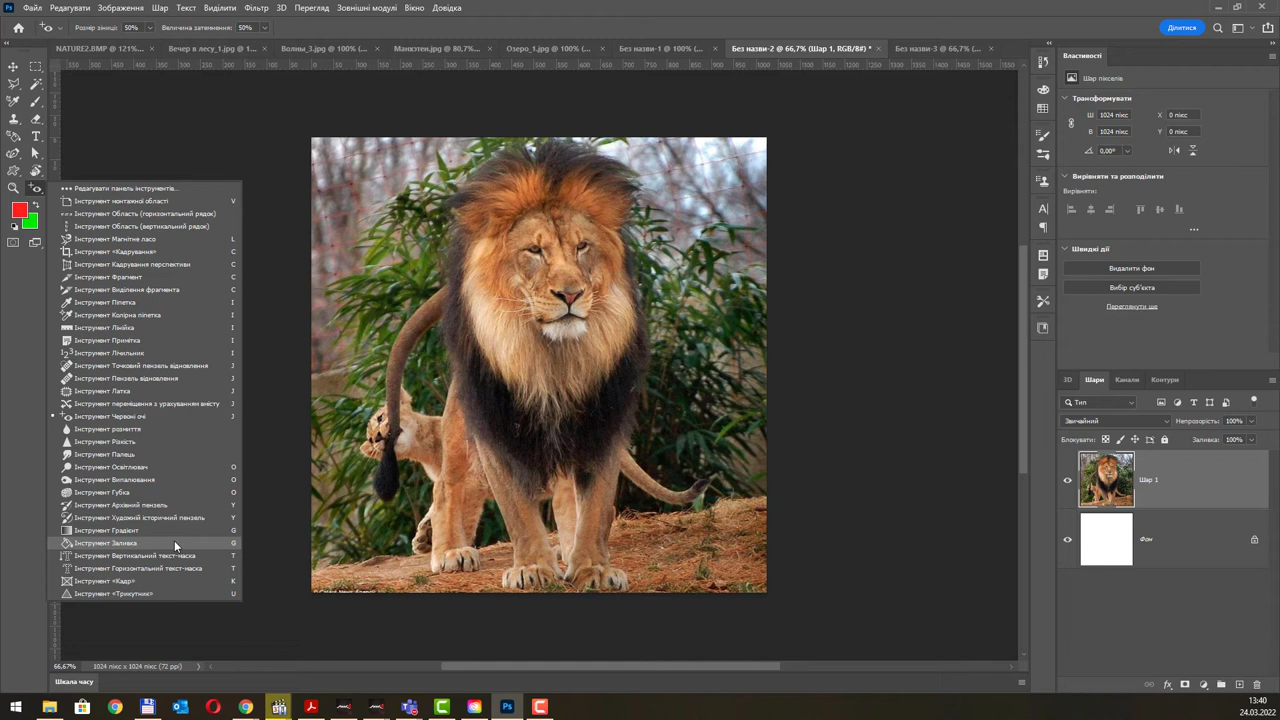 Ps Файл Редагувати Зображення Шар Текст Виділити Фільтр 3D Перегляд Зовнішні модулі Вікно Довідка
Розмір зіниці: 50% Величина затемнення: 50% Ділитися
NATURE2.BMP @ 121%... Вечер в лесу_1.jpg @ 1... Волны_3.jpg @ 100% (... Манхэтен.jpg @ 80,7%... Озеро_1.jpg @ 100% (... Без назви-1 @ 100% (... Без назви-2 @ 66,7% (Шар 1, RGB/8#) * Без назви-3 @ 66,7% (...
Редагувати панель інструментів...
Інструмент монтажної області V
Інструмент Область (горизонтальний рядок)
Інструмент Область (вертикальний рядок)
Інструмент Магнітне ласо L
Інструмент «Кадрування» C
Інструмент Кадрування перспективи C
Інструмент Фрагмент C
Інструмент Виділення фрагмента C
Інструмент Піпетка I
Інструмент Колірна піпетка I
Інструмент Лінійка I
Інструмент Примітка I
Інструмент Лічильник I
Інструмент Точковий пензель відновлення J
Інструмент Пензель відновлення J
Інструмент Латка J
Інструмент переміщення з урахуванням вмісту J
Інструмент Червоні очі J
Інструмент розмиття
Інструмент Різкість
Інструмент Палець
Інструмент Освітлювач O
Інструмент Випалювання O
Інструмент Губка O
Інструмент Архівний пензель Y
Інструмент Художній історичний пензель Y
Інструмент Градієнт G
Інструмент Заливка G
Інструмент Вертикальний текст-маска T
Інструмент Горизонтальний текст-маска T
Інструмент «Кадр» K
Інструмент «Трикутник» U
Властивості
Шар пікселів
Трансформувати
Ш 1024 пікс X 0 пікс
В 1024 пікс Y 0 пікс
0,00°
Вирівняти та розподілити
Вирівняти:
Швидкі дії
Видалити фон
Вибір суб'єкта
Переглянути ще
3D Шари Канали Контури
Тип
Звичайний Непрозорість: 100%
Блокувати: Заливка: 100%
Шар 1
Фон
66,67% 1024 пікс x 1024 пікс (72 ppi)
Шкала часу
13:40
24.03.2022